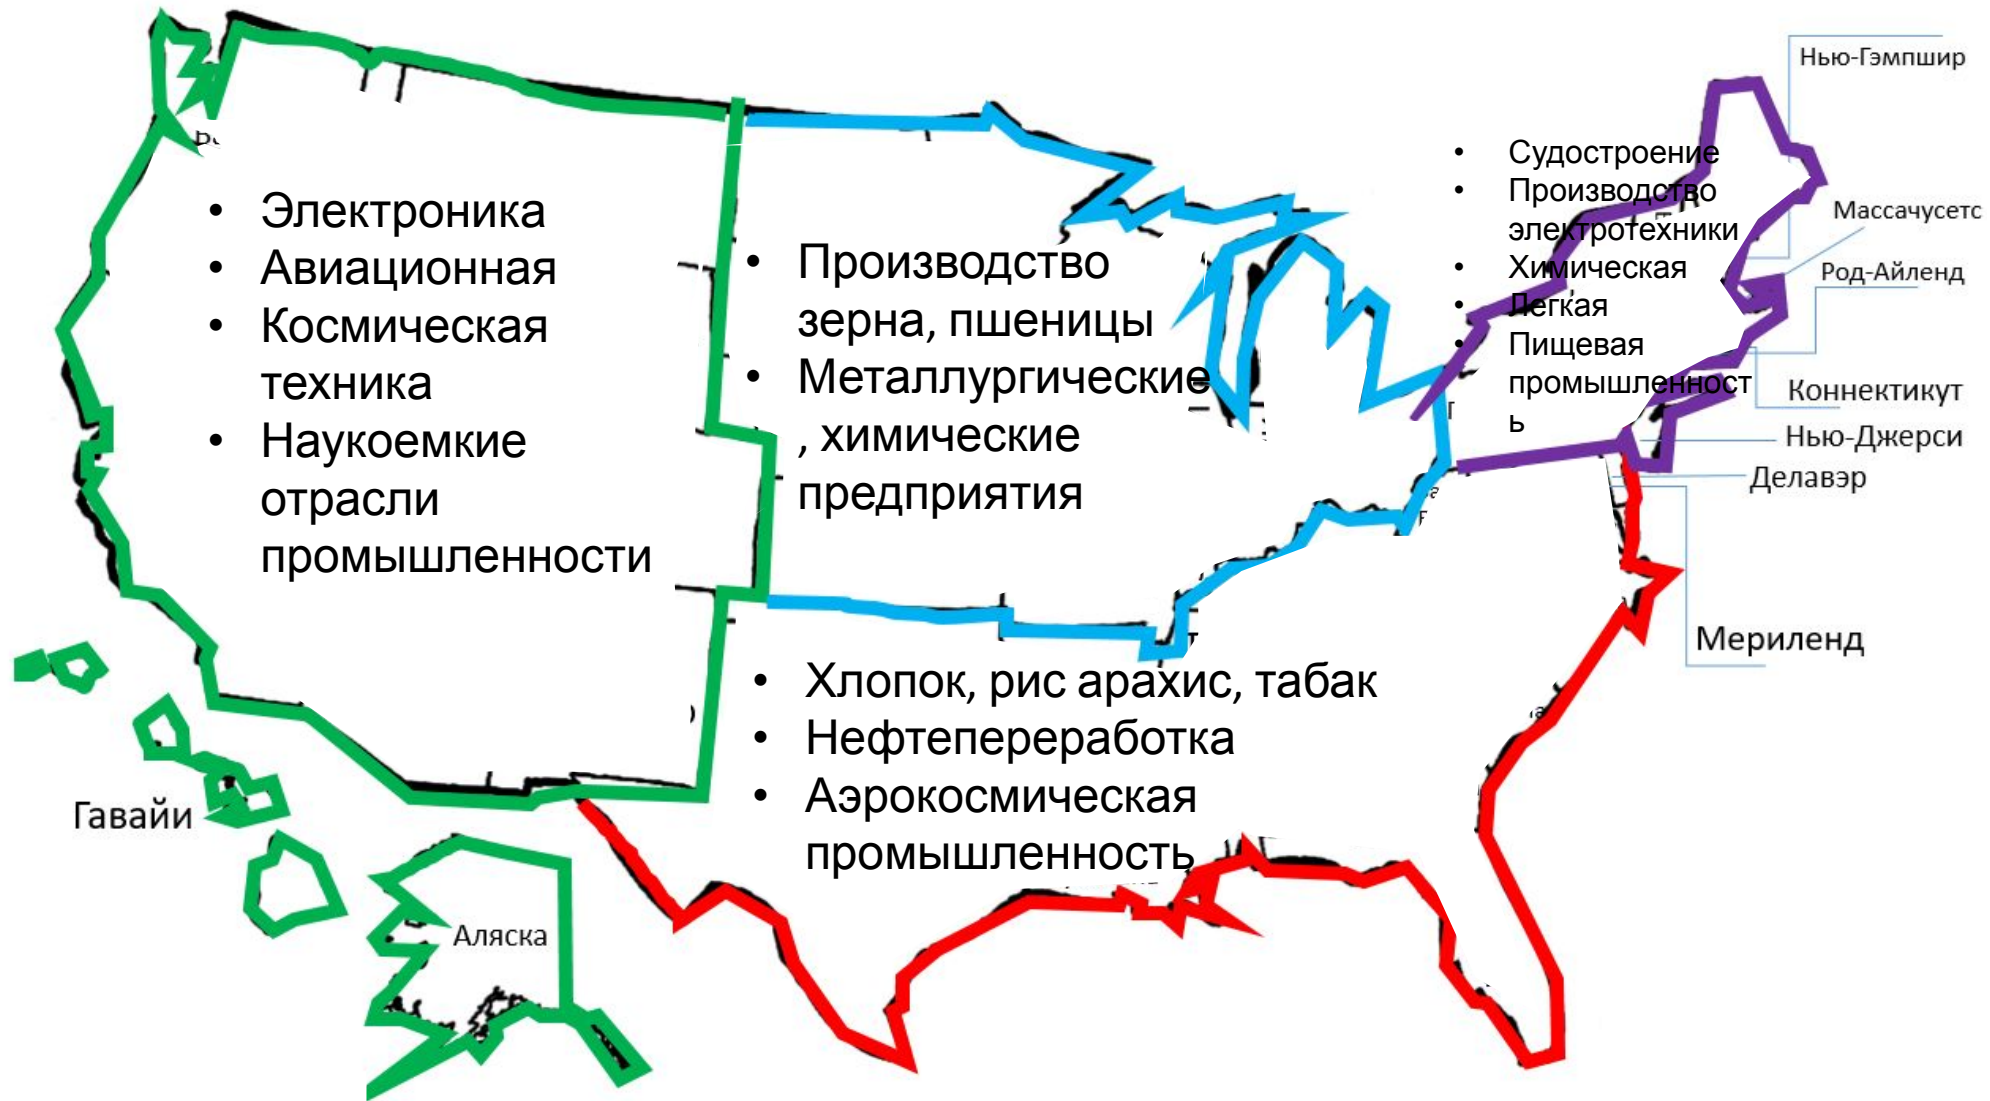 • Электроника
• Авиационная
• Космическая
техника
• Наукоемкие
отрасли
промышленности
• Производство
зерна, пшеницы
• Металлургические
, химические
предприятия
• Судостроение
• Производство
электротехники
• Химическая
• Легкая
• Пищевая
промышленност
ь
• Хлопок, рис арахис, табак
• Нефтепереработка
• Аэрокосмическая
промышленность
Нью-Гэмпшир
Массачусетс
Род-Айленд
Коннектикут
Нью-Джерси
Делавэр
Мериленд
Гавайи
Аляска